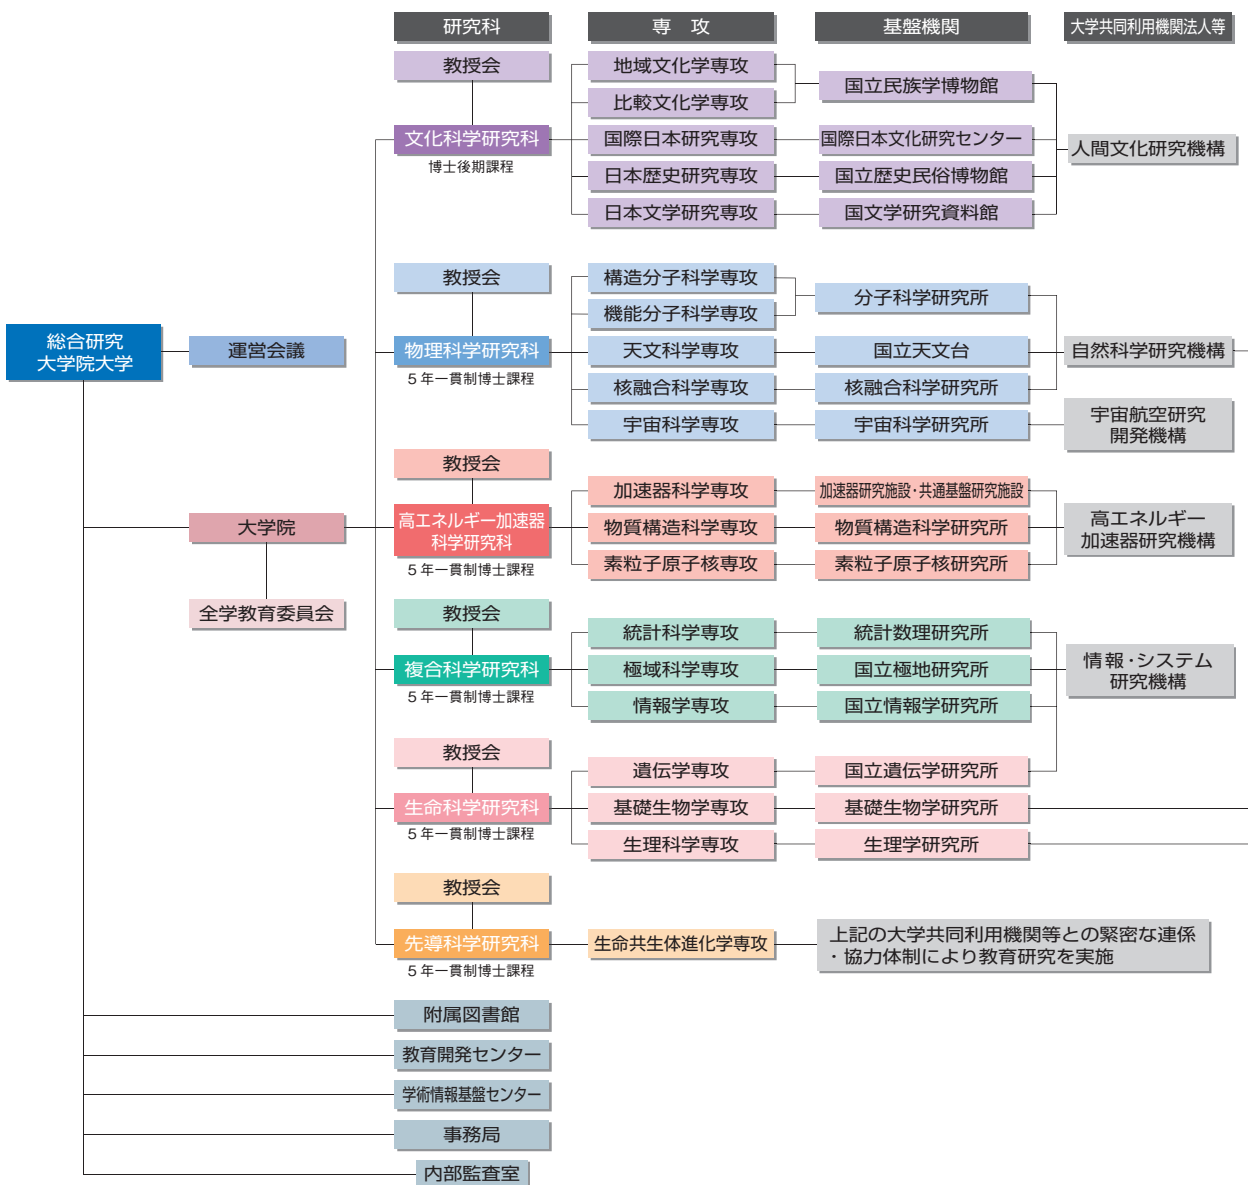 研究科
専　攻
基盤機関
大学共同利用機関法人等
教授会
文化科学研究科
博士後期課程
地域文化学専攻
比較文化学専攻
国際日本研究専攻
日本歴史研究専攻
日本文学研究専攻
国立民族学博物館
国際日本文化研究センター
国立歴史民俗博物館
国文学研究資料館
人間文化研究機構
総合研究
大学院大学
運営会議
教授会
物理科学研究科
5年一貫制博士課程
構造分子科学専攻
機能分子科学専攻
天文科学専攻
核融合科学専攻
宇宙科学専攻
分子科学研究所
国立天文台
核融合科学研究所
宇宙科学研究所
自然科学研究機構
宇宙航空研究
開発機構
大学院
全学教育委員会
教授会
高エネルギー加速器
科学研究科
5年一貫制博士課程
加速器科学専攻
物質構造科学専攻
素粒子原子核専攻
加速器研究施設・共通基盤研究施設
物質構造科学研究所
素粒子原子核研究所
高エネルギー
加速器研究機構
教授会
複合科学研究科
5年一貫制博士課程
統計科学専攻
極域科学専攻
情報学専攻
統計数理研究所
国立極地研究所
国立情報学研究所
情報・システム
研究機構
教授会
生命科学研究科
5年一貫制博士課程
遺伝学専攻
基礎生物学専攻
生理科学専攻
国立遺伝学研究所
基礎生物学研究所
生理学研究所
教授会
先導科学研究科
5年一貫制博士課程
生命共生体進化学専攻
上記の大学共同利用機関等との緊密な連係
・協力体制により教育研究を実施
附属図書館
教育開発センター
学術情報基盤センター
事務局
内部監査室